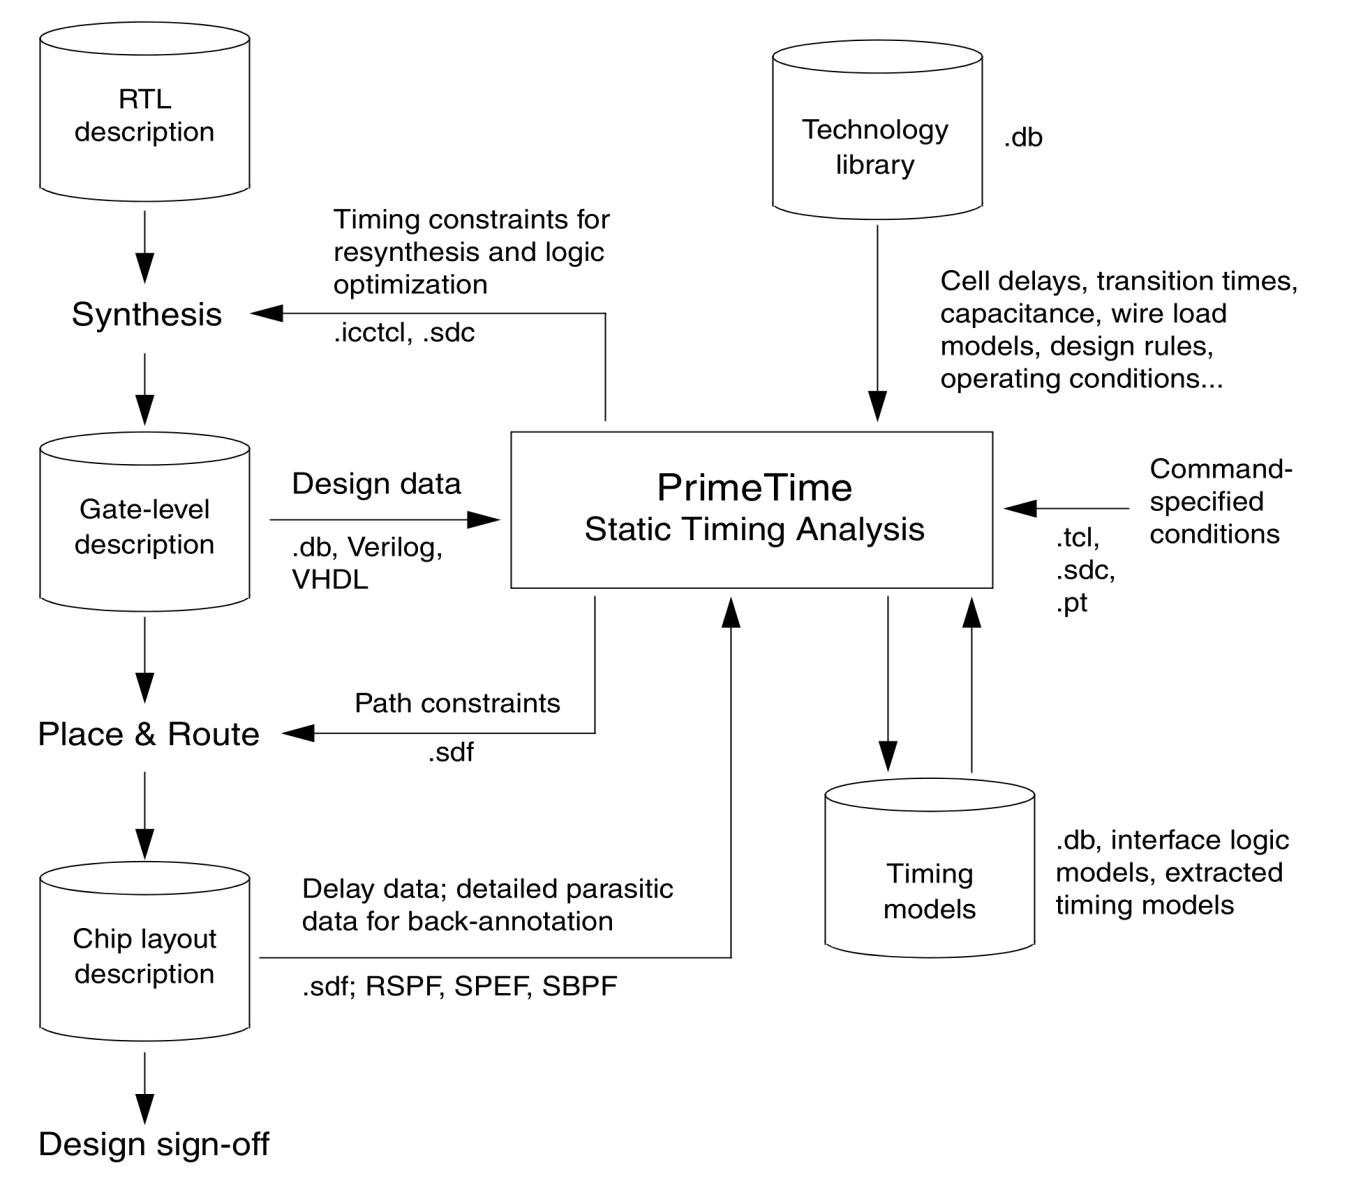 RTL
description
Technology
library
.db
Timing constraints for
resynthesis and logic
optimization
.icctcl, .sdc
Synthesis
Cell delays, transition times,
capacitance, wire load
models, design rules,
operating conditions...
Gate-level
description
Design data
.db, Verilog,
VHDL
PrimeTime
Static Timing Analysis
Command-
specified
conditions
.tcl,
.sdc,
.pt
Place & Route
Path constraints
.sdf
Chip layout
description
Delay data; detailed parasitic
data for back-annotation
.sdf; RSPF, SPEF, SBPF
Timing
models
.db, interface logic
models, extracted
timing models
Design sign-off